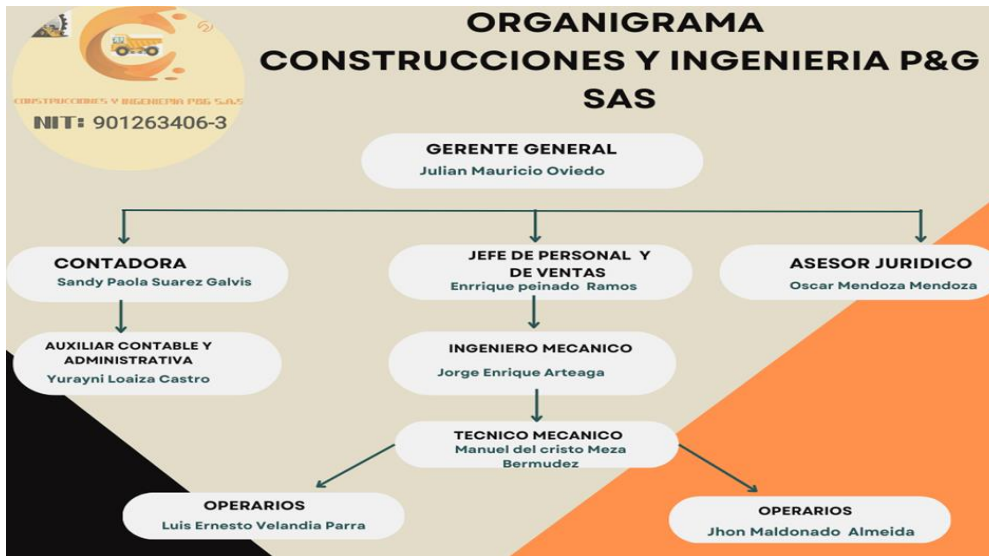 ORGANIGRAMA
CONSTRUCCIONES Y INGENIERIA P&G
SAS
CONSTRUCCIONES Y INGENIERIA P&G S.A.S
NIT: 901263406-3
GERENTE GENERAL
Julian Mauricio Oviedo
CONTADORA
Sandy Paola Suarez Galvis
JEFE DE PERSONAL Y
DE VENTAS
Enrrique peinado Ramos
ASESOR JURIDICO
Oscar Mendoza Mendoza
AUXILIAR CONTABLE Y
ADMINISTRATIVA
Yurayni Loaiza Castro
INGENIERO MECANICO
Jorge Enrique Arteaga
TECNICO MECANICO
Manuel del cristo Meza
Bermudez
OPERARIOS
Luis Ernesto Velandia Parra
OPERARIOS
Jhon Maldonado Almeida